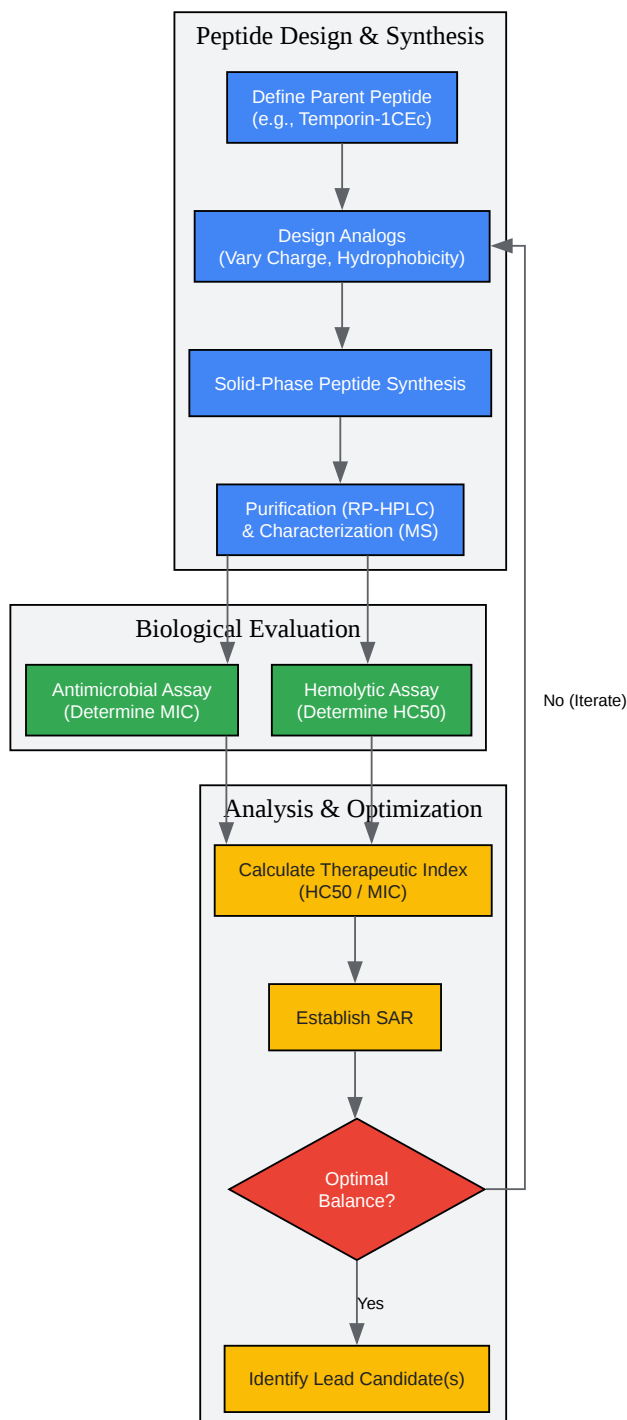 Peptide Design & Synthesis
Define Parent Peptide
(e.g., Temporin-1CEc)
Design Analogs
(Vary Charge, Hydrophobicity)
Solid-Phase Peptide Synthesis
Purification (RP-HPLC)
& Characterization (MS)
Biological Evaluation
Antimicrobial Assay
(Determine MIC)
Hemolytic Assay
(Determine HC50)
No (Iterate)
Analysis & Optimization
Calculate Therapeutic Index
(HC50 / MIC)
Establish SAR
Optimal
Balance?
Yes
Identify Lead Candidate(s)